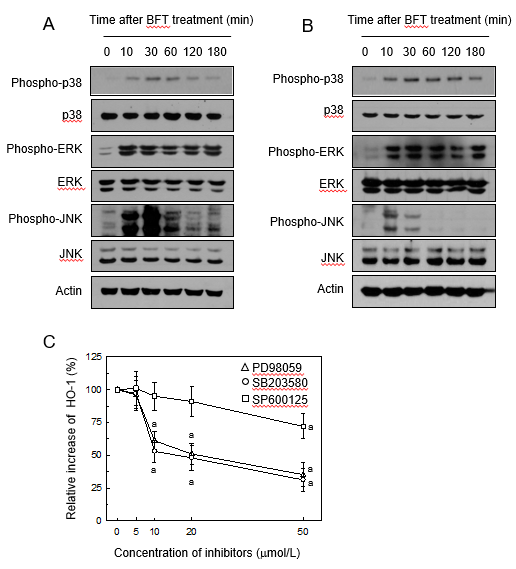 A
Time after BFT treatment (min)
0 10 30 60 120 180
Phospho-p38
p38
Phospho-ERK
ERK
Phospho-JNK
JNK
Actin
B
Time after BFT treatment (min)
0 10 30 60 120 180
Phospho-p38
p38
Phospho-ERK
ERK
Phospho-JNK
JNK
Actin
C
Relative increase of HO-1 (%)
125
100
75
50
25
0
PD98059
SB203580
SP600125
a
a
a
a
a
a
a
0 5 10 20 50
Concentration of inhibitors (μmol/L)